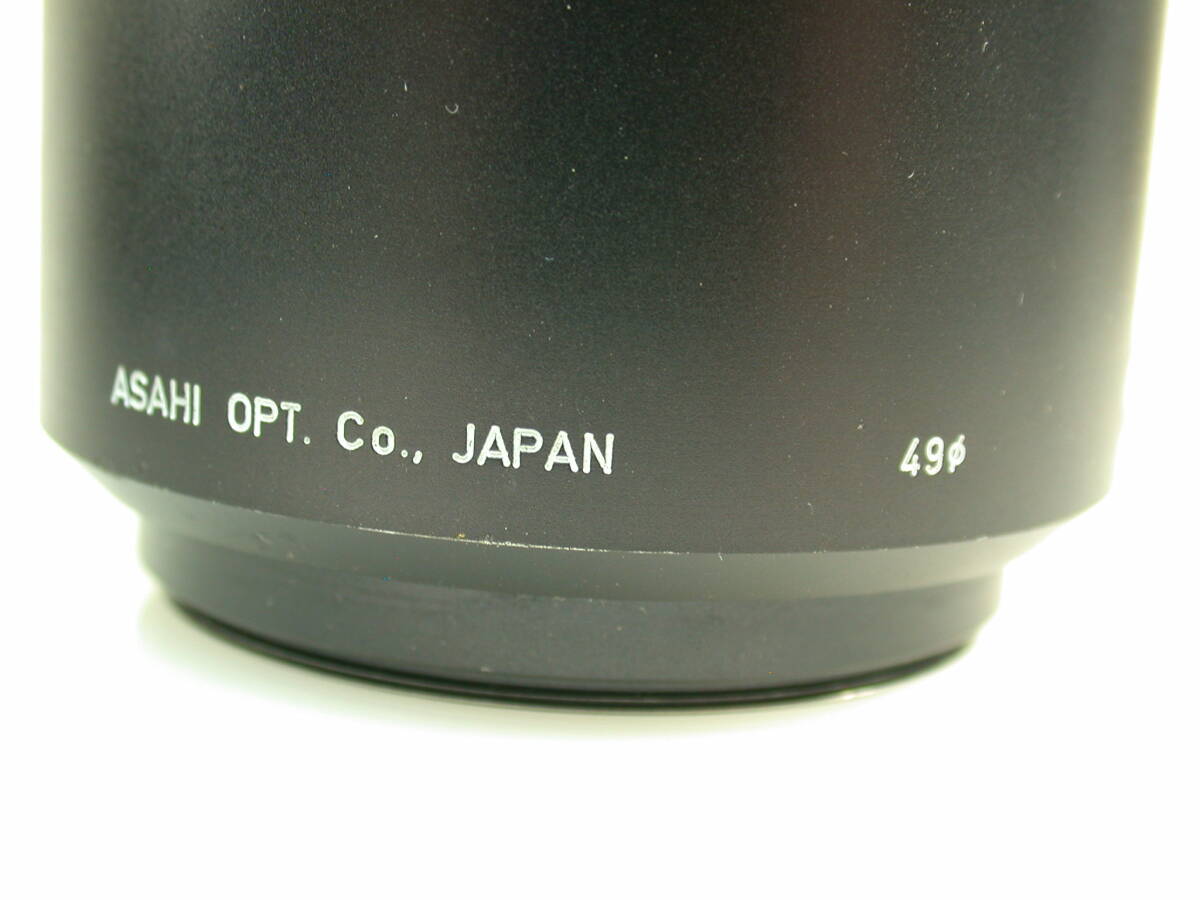 ASAHI OPT. Co., JAPAN 49φ